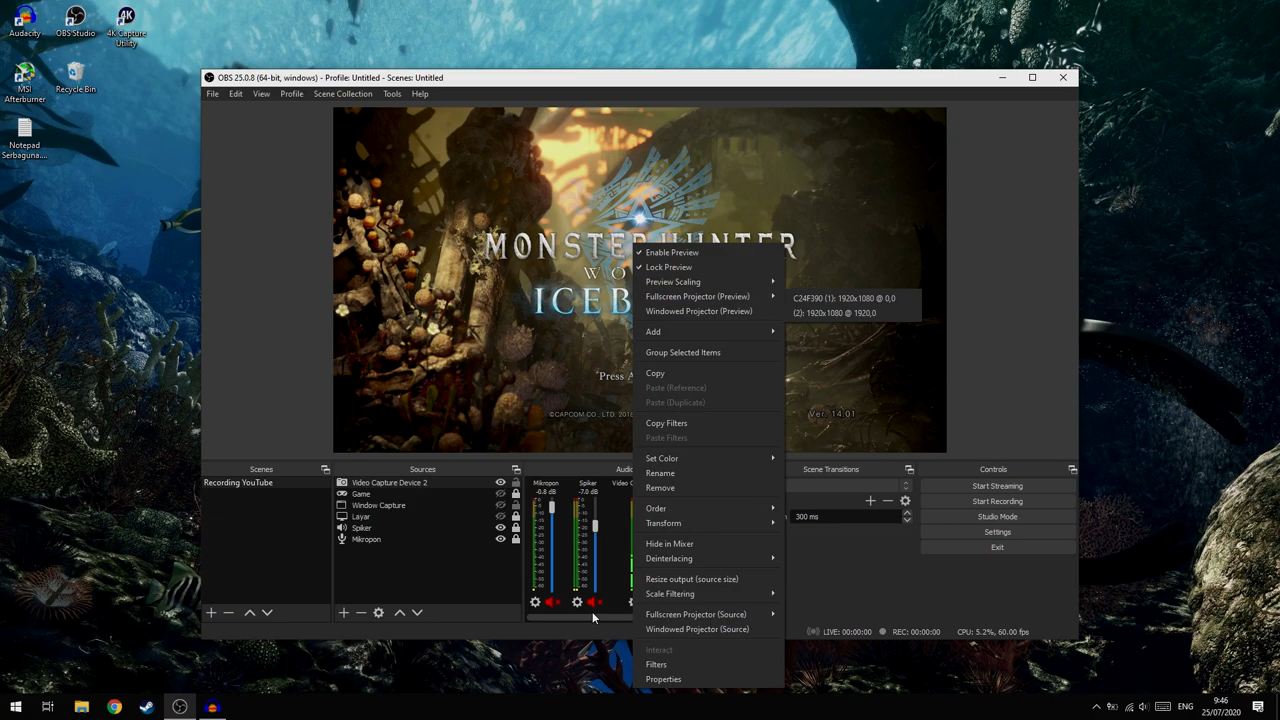 Audacity
OBS Studio
4K Capture
Utility
MSI
Afterburner
Recycle Bin
Notepad
Serbaguna....
OBS 25.0.8 (64-bit, windows) - Profile: Untitled - Scenes: Untitled
File Edit View Profile Scene Collection Tools Help
MONSTER HUNTER
WO
ICEB
Press A
©CAPCOM CO., LTD. 201
Ver. 14.01
Enable Preview
Lock Preview
Preview Scaling
Fullscreen Projector (Preview)
Windowed Projector (Preview)
Add
Group Selected Items
Copy
Paste (Reference)
Paste (Duplicate)
Copy Filters
Paste Filters
Set Color
Rename
Remove
Order
Transform
Hide in Mixer
Deinterlacing
Resize output (source size)
Scale Filtering
Fullscreen Projector (Source)
Windowed Projector (Source)
Interact
Filters
Properties
C24F390 (1): 1920x1080 @ 0,0
(2): 1920x1080 @ 1920,0
Scenes
Recording YouTube
Sources
Video Capture Device 2
Game
Window Capture
Layar
Spiker
Mikropon
Audio
Mikropon
-0.8 dB
Spiker
-7.0 dB
Video C
Scene Transitions
300 ms
Controls
Start Streaming
Start Recording
Studio Mode
Settings
Exit
LIVE: 00:00:00 REC: 00:00:00 CPU: 5.2%, 60.00 fps
ENG
9:46
25/07/2020